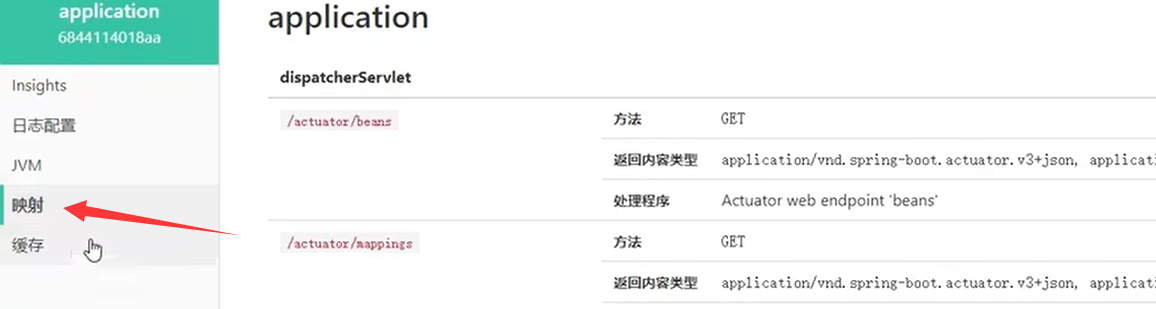 application
6844114018aa
Insights
日志配置
JVM
映射
缓存
application
dispatcherServlet
/actuator/beans
方法 GET
返回内容类型 application/vnd.spring-boot.actuator.v3+json, applicati
处理程序 Actuator web endpoint 'beans'
/actuator/mappings
方法 GET
返回内容类型 application/vnd.spring-boot.actuator.v3+json, applicati